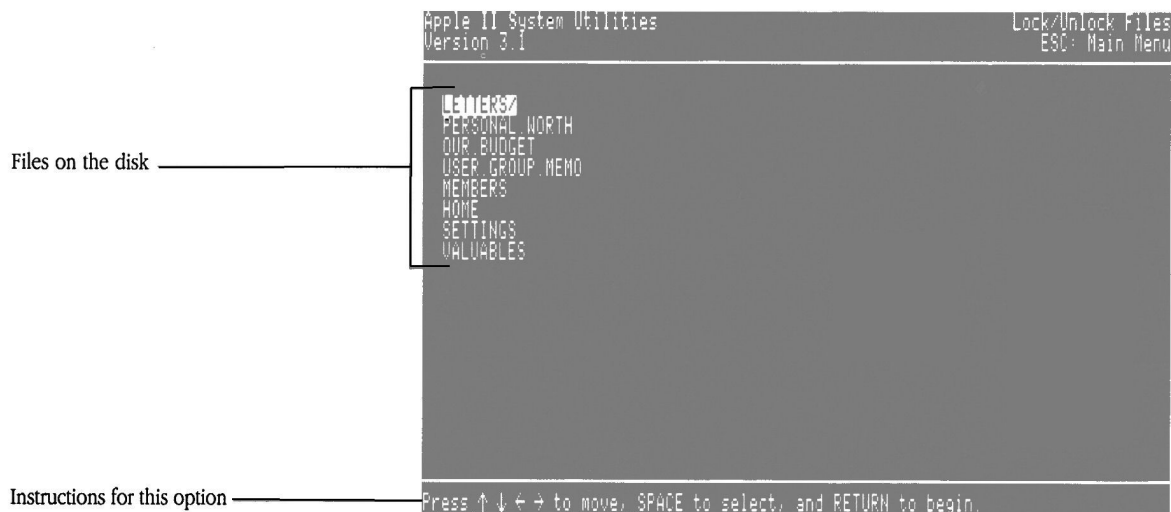 Apple II System Utilities Lock/Unlock Files
Version 3.1 ESC: Main Menu
LETTERS/
PERSONAL.WORTH
OUR.BUDGET
Files on the disk
USER.GROUP.MEMO
MEMBERS
HOME
SETTINGS
VALUABLES
Instructions for this option
Press ↑ ↓ ← → to move, SPACE to select, and RETURN to begin.